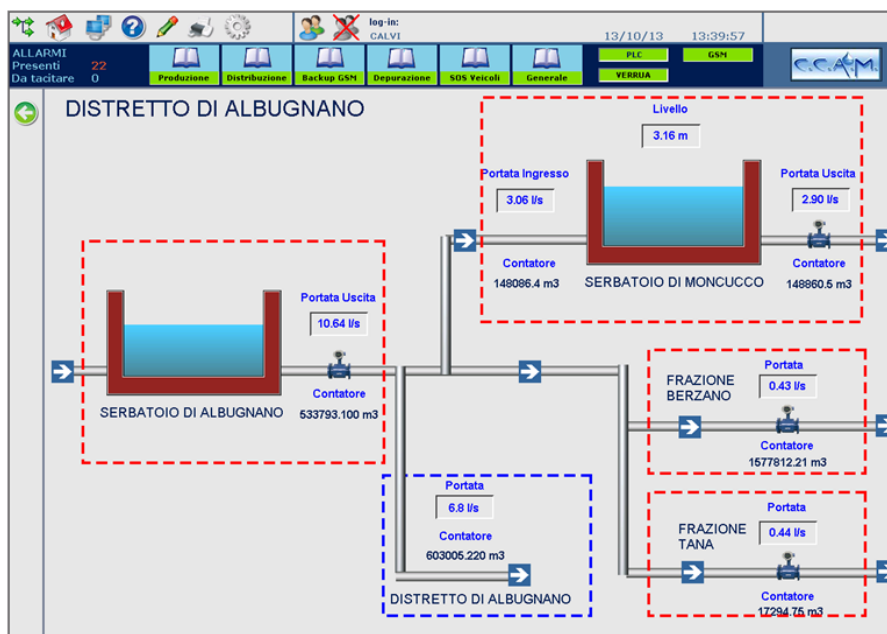 log-in:
CALVI
13/10/13 13:39:57
ALLARMI
Presenti 22
Da tacitare 0
Produzione
Distribuzione
Backup GSM
Depurazione
SOS Veicoli
Generale
PLC
GSM
VERRUA
C.C.A.M.
DISTRETTO DI ALBUGNANO
Livello
3.16 m
Portata Ingresso
3.06 l/s
Portata Uscita
2.90 l/s
Contatore
148086.4 m3
SERBATOIO DI MONCUCCO
Contatore
148860.5 m3
Portata Uscita
10.64 l/s
Contatore
533793.100 m3
SERBATOIO DI ALBUGNANO
FRAZIONE
BERZANO
Portata
0.43 l/s
Contatore
1577812.21 m3
Portata
6.8 l/s
Contatore
603005.220 m3
DISTRETTO DI ALBUGNANO
FRAZIONE
TANA
Portata
0.44 l/s
Contatore
17294.75 m3